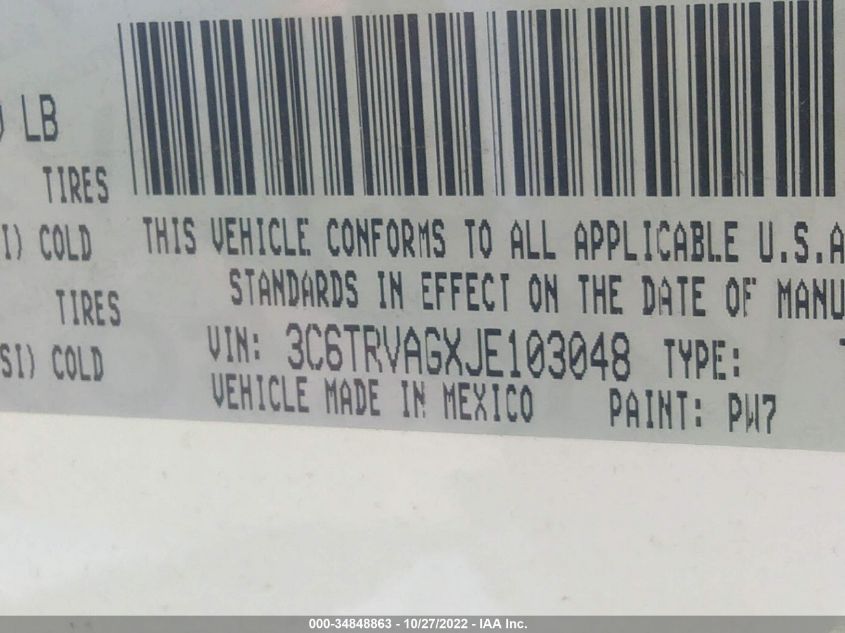 LB
TIRES
COLD
THIS VEHICLE CONFORMS TO ALL APPLICABLE U.S.A
STANDARDS IN EFFECT ON THE DATE OF MANU
TIRES
VIN: 3C6TRVAGXJE103048 TYPE:
SI) COLD
VEHICLE MADE IN MEXICO PAINT: PW7
000-34848863 - 10/27/2022 - IAA Inc.